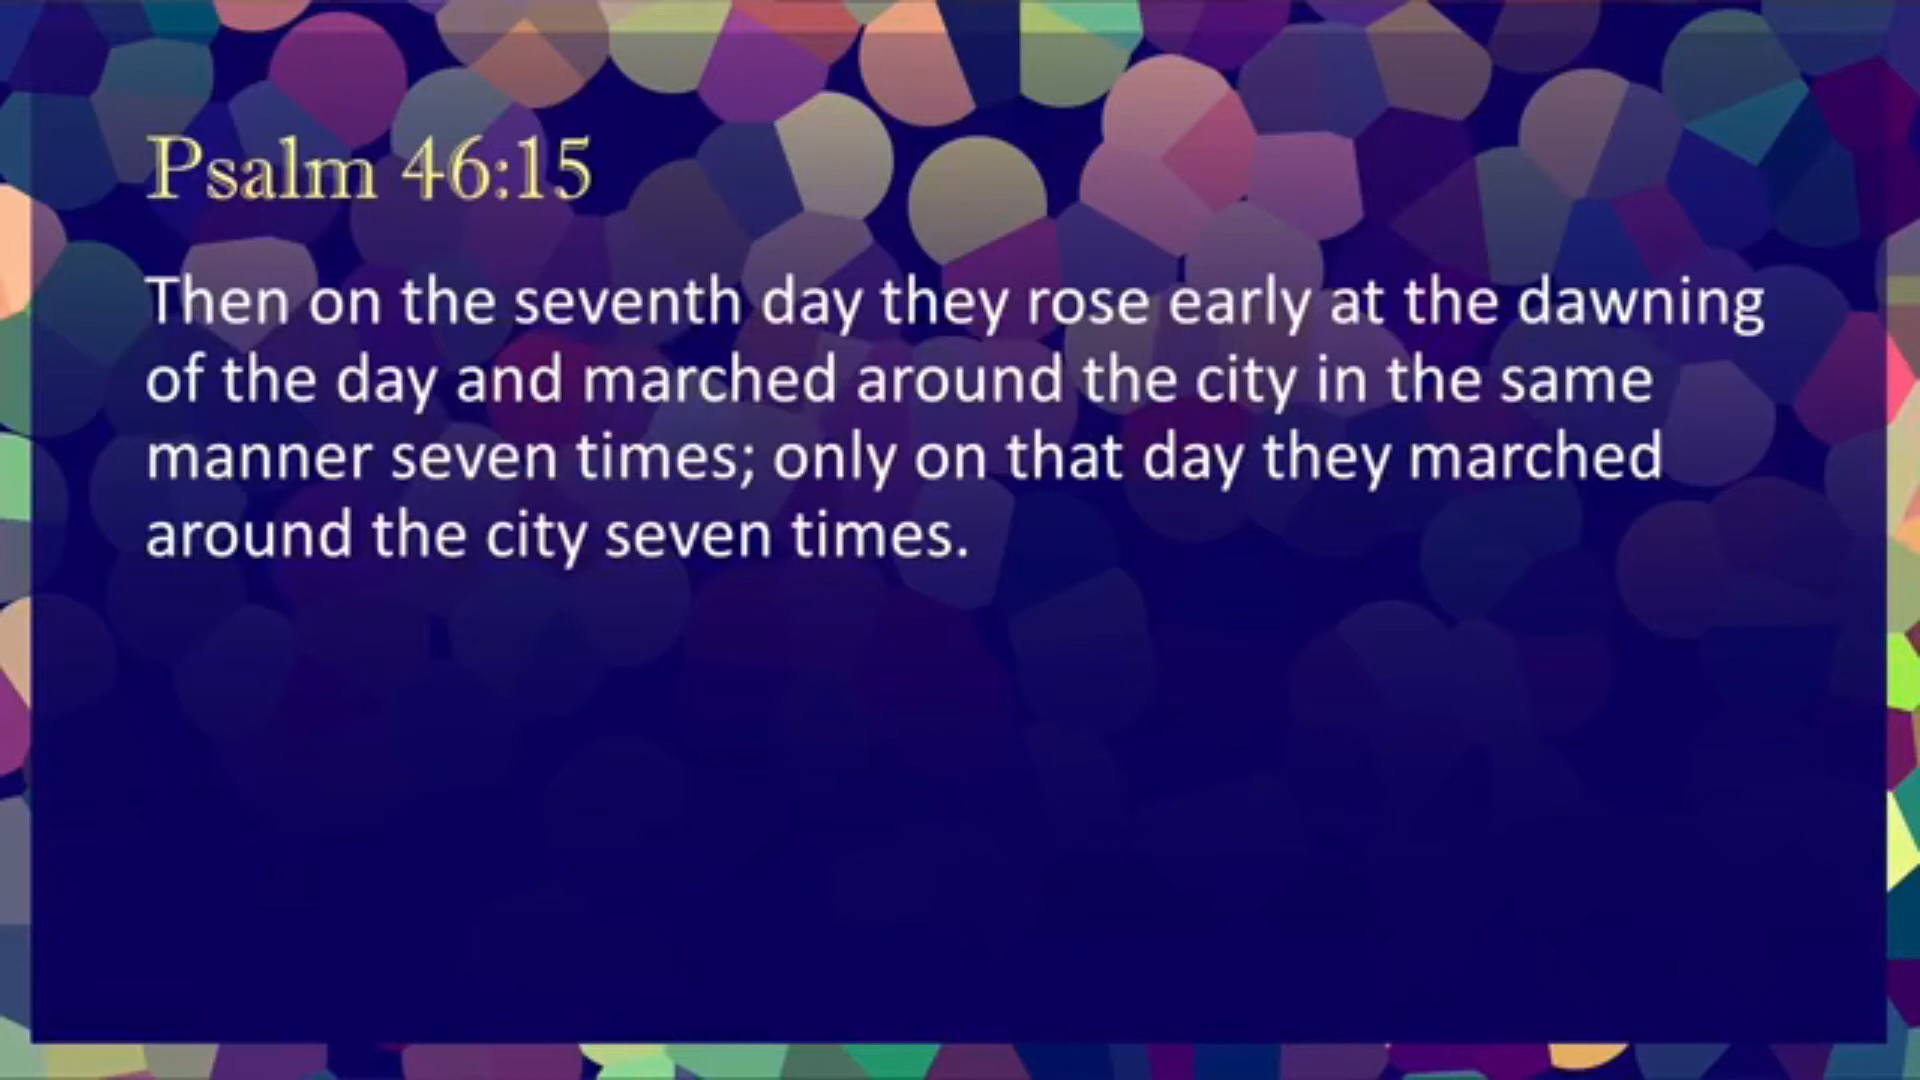 Psalm 46:15
Then on the seventh day they rose early at the dawning
of the day and marched around the city in the same
manner seven times; only on that day they marched
around the city seven times.